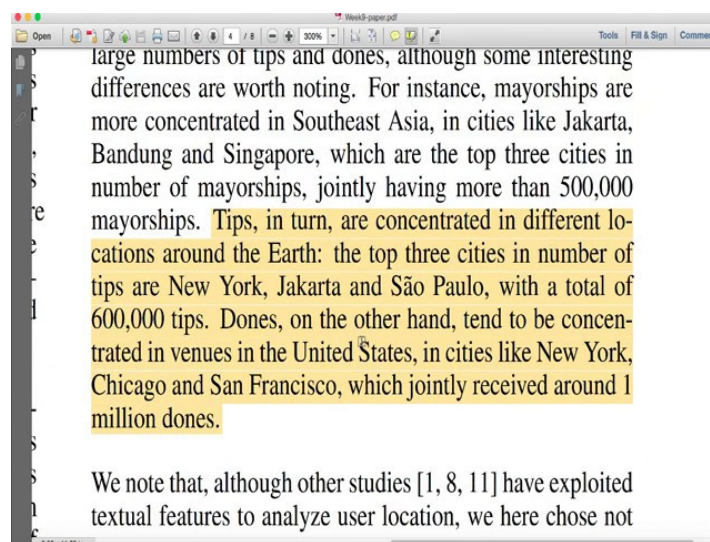 Week9-paper.pdf
Open 4 / 8 300% Tools Fill & Sign Commen
large numbers of tips and dones, although some interesting
differences are worth noting. For instance, mayorships are
more concentrated in Southeast Asia, in cities like Jakarta,
Bandung and Singapore, which are the top three cities in
number of mayorships, jointly having more than 500,000
mayorships. Tips, in turn, are concentrated in different lo-
cations around the Earth: the top three cities in number of
tips are New York, Jakarta and São Paulo, with a total of
600,000 tips. Dones, on the other hand, tend to be concen-
trated in venues in the United States, in cities like New York,
Chicago and San Francisco, which jointly received around 1
million dones.
We note that, although other studies [1, 8, 11] have exploited
textual features to analyze user location, we here chose not